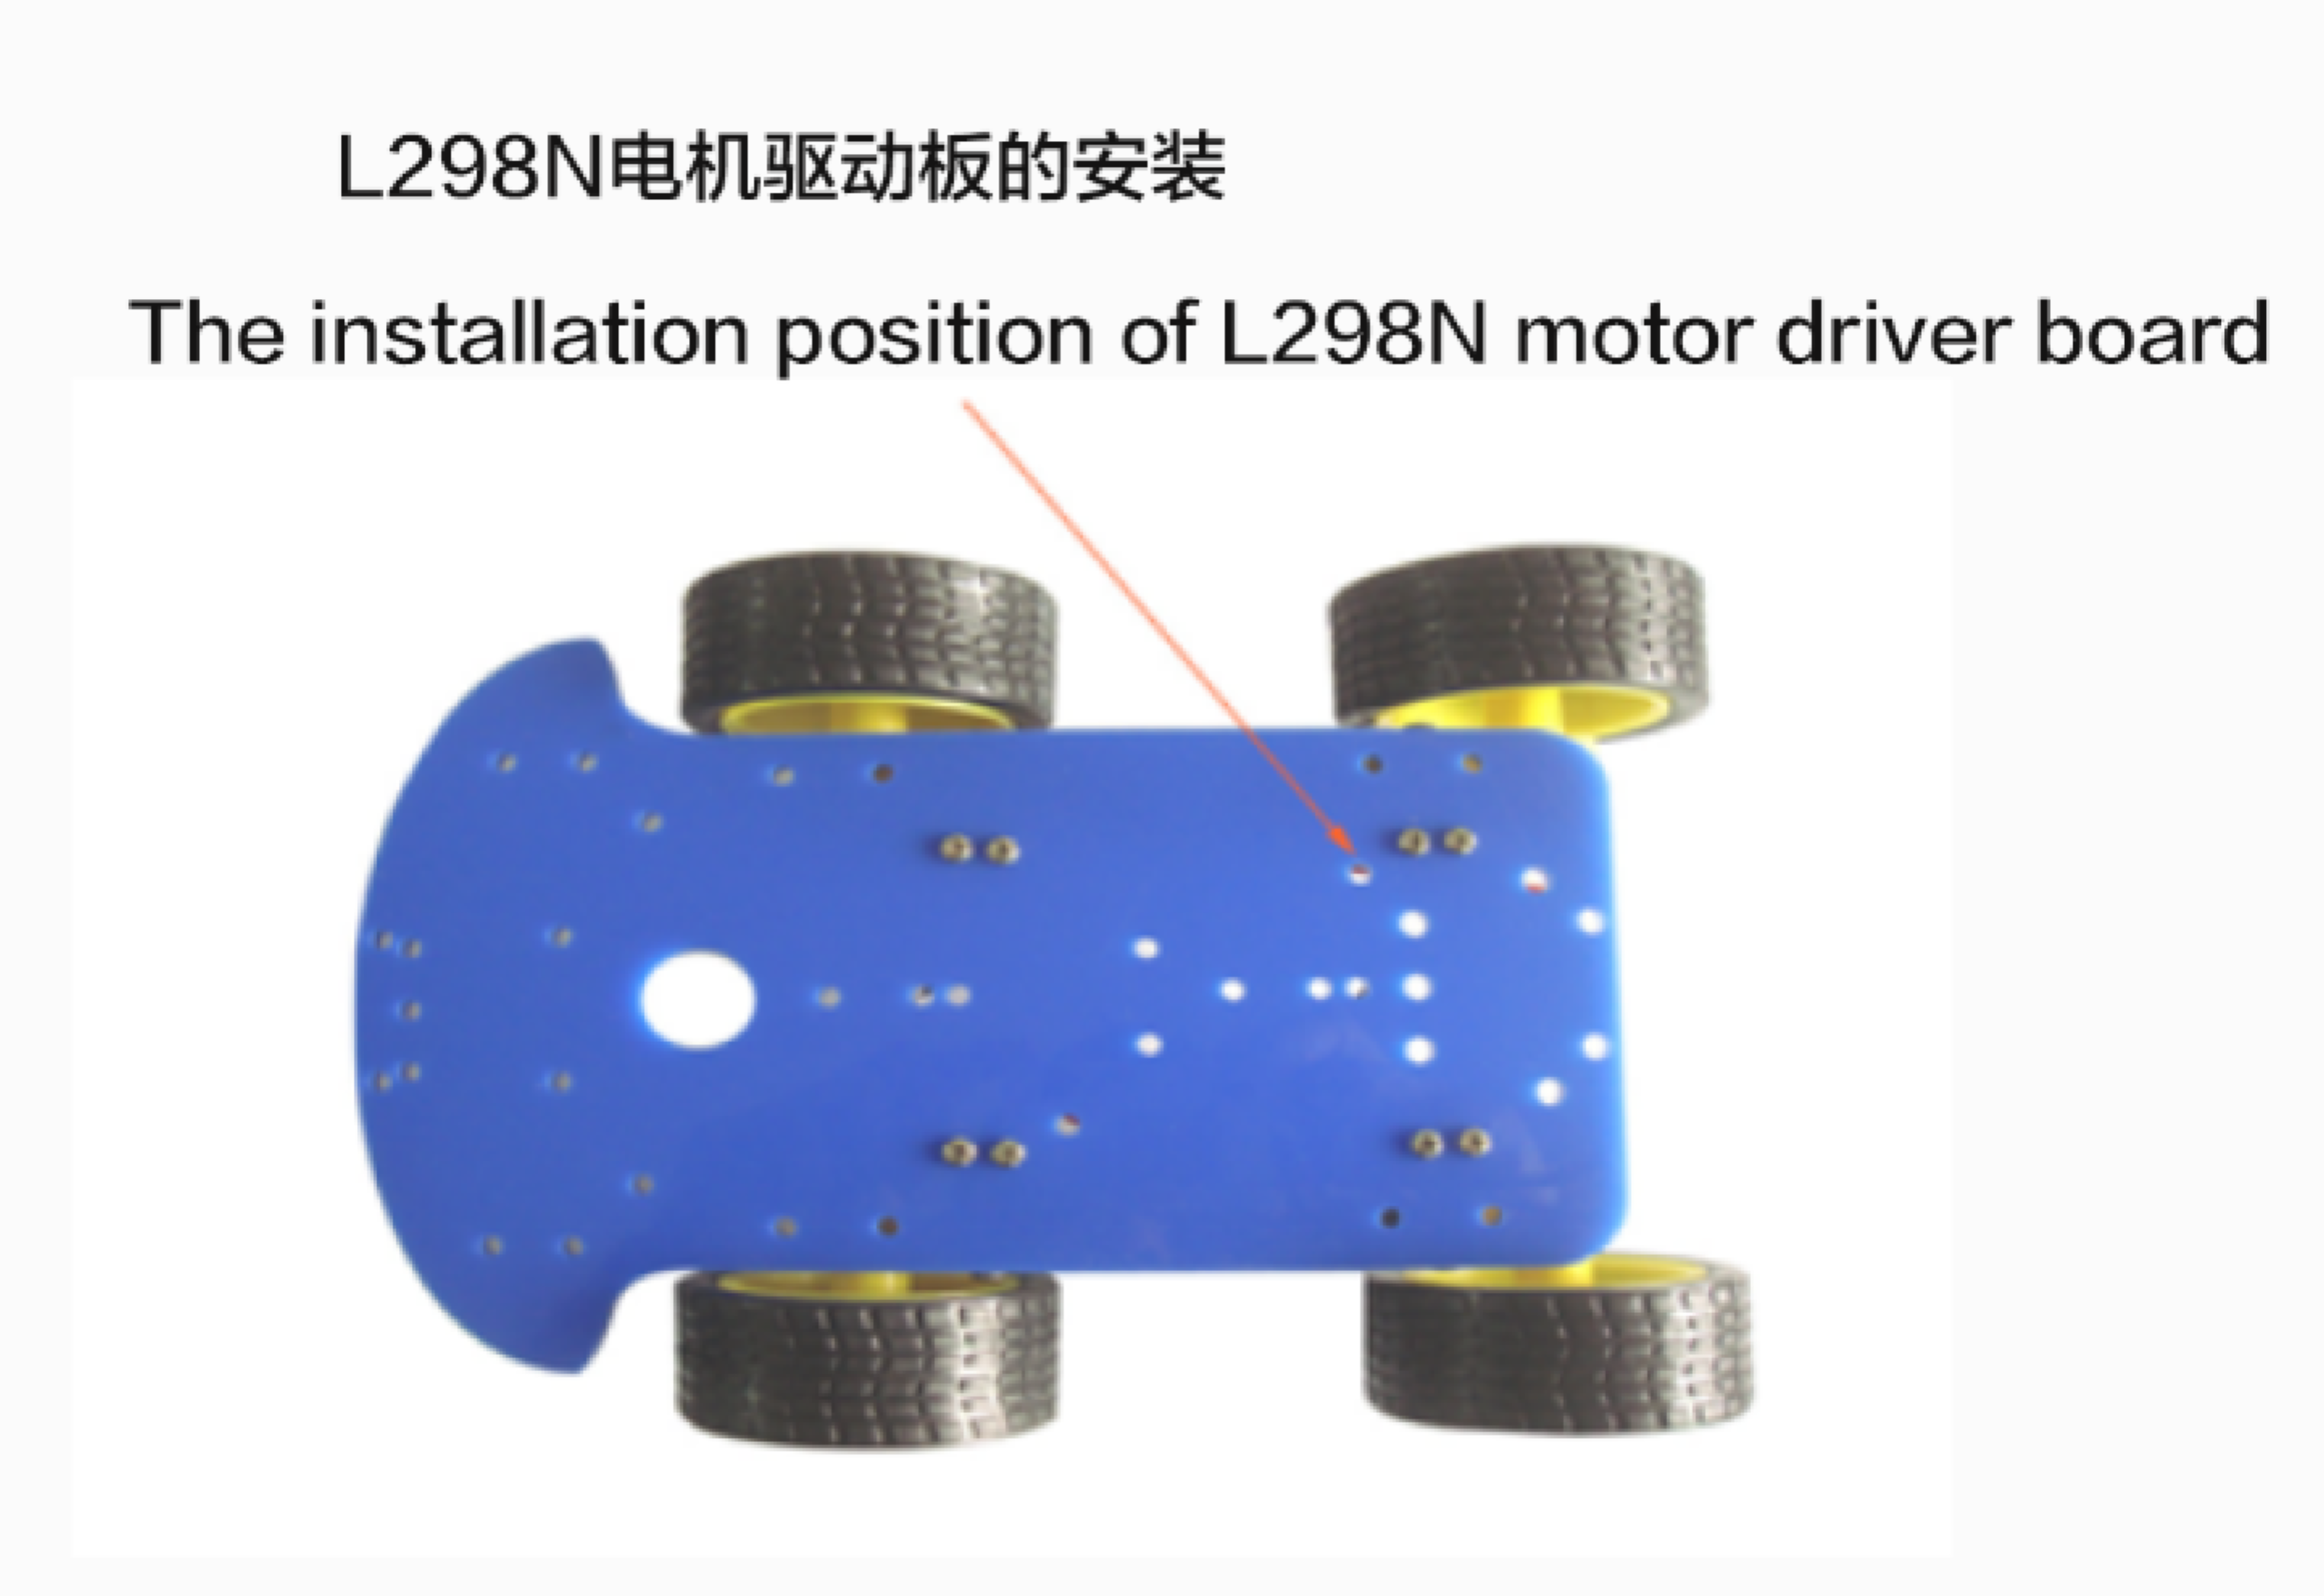 L298N电机驱动板的安装
The installation position of L298N motor driver board